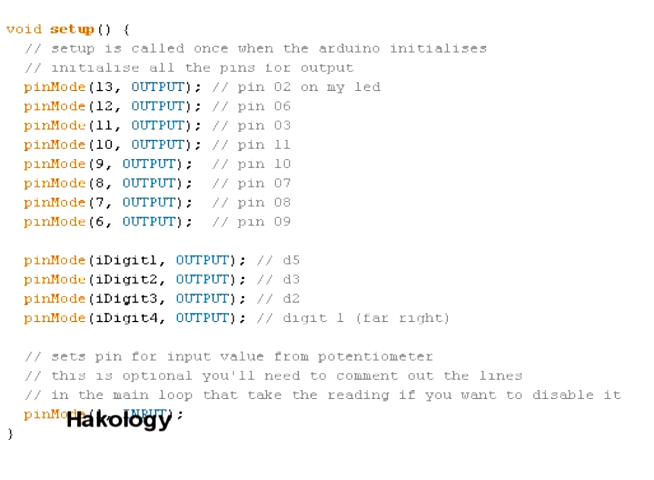 void setup() {
// setup is called once when the arduino initialises
// initialise all the pins for output
pinMode(13, OUTPUT); // pin 02 on my led
pinMode(12, OUTPUT); // pin 06
pinMode(11, OUTPUT); // pin 03
pinMode(10, OUTPUT); // pin 11
pinMode(9, OUTPUT); // pin 10
pinMode(8, OUTPUT); // pin 07
pinMode(7, OUTPUT); // pin 08
pinMode(6, OUTPUT); // pin 09
pinMode(iDigit1, OUTPUT); // d5
pinMode(iDigit2, OUTPUT); // d3
pinMode(iDigit3, OUTPUT); // d2
pinMode(iDigit4, OUTPUT); // digit 1 (far right)
// sets pin for input value from potentiometer
// this is optional you'll need to comment out the lines
// in the main loop that take the reading if you want to disable it
pinMode( INPUT);
Hakology
}